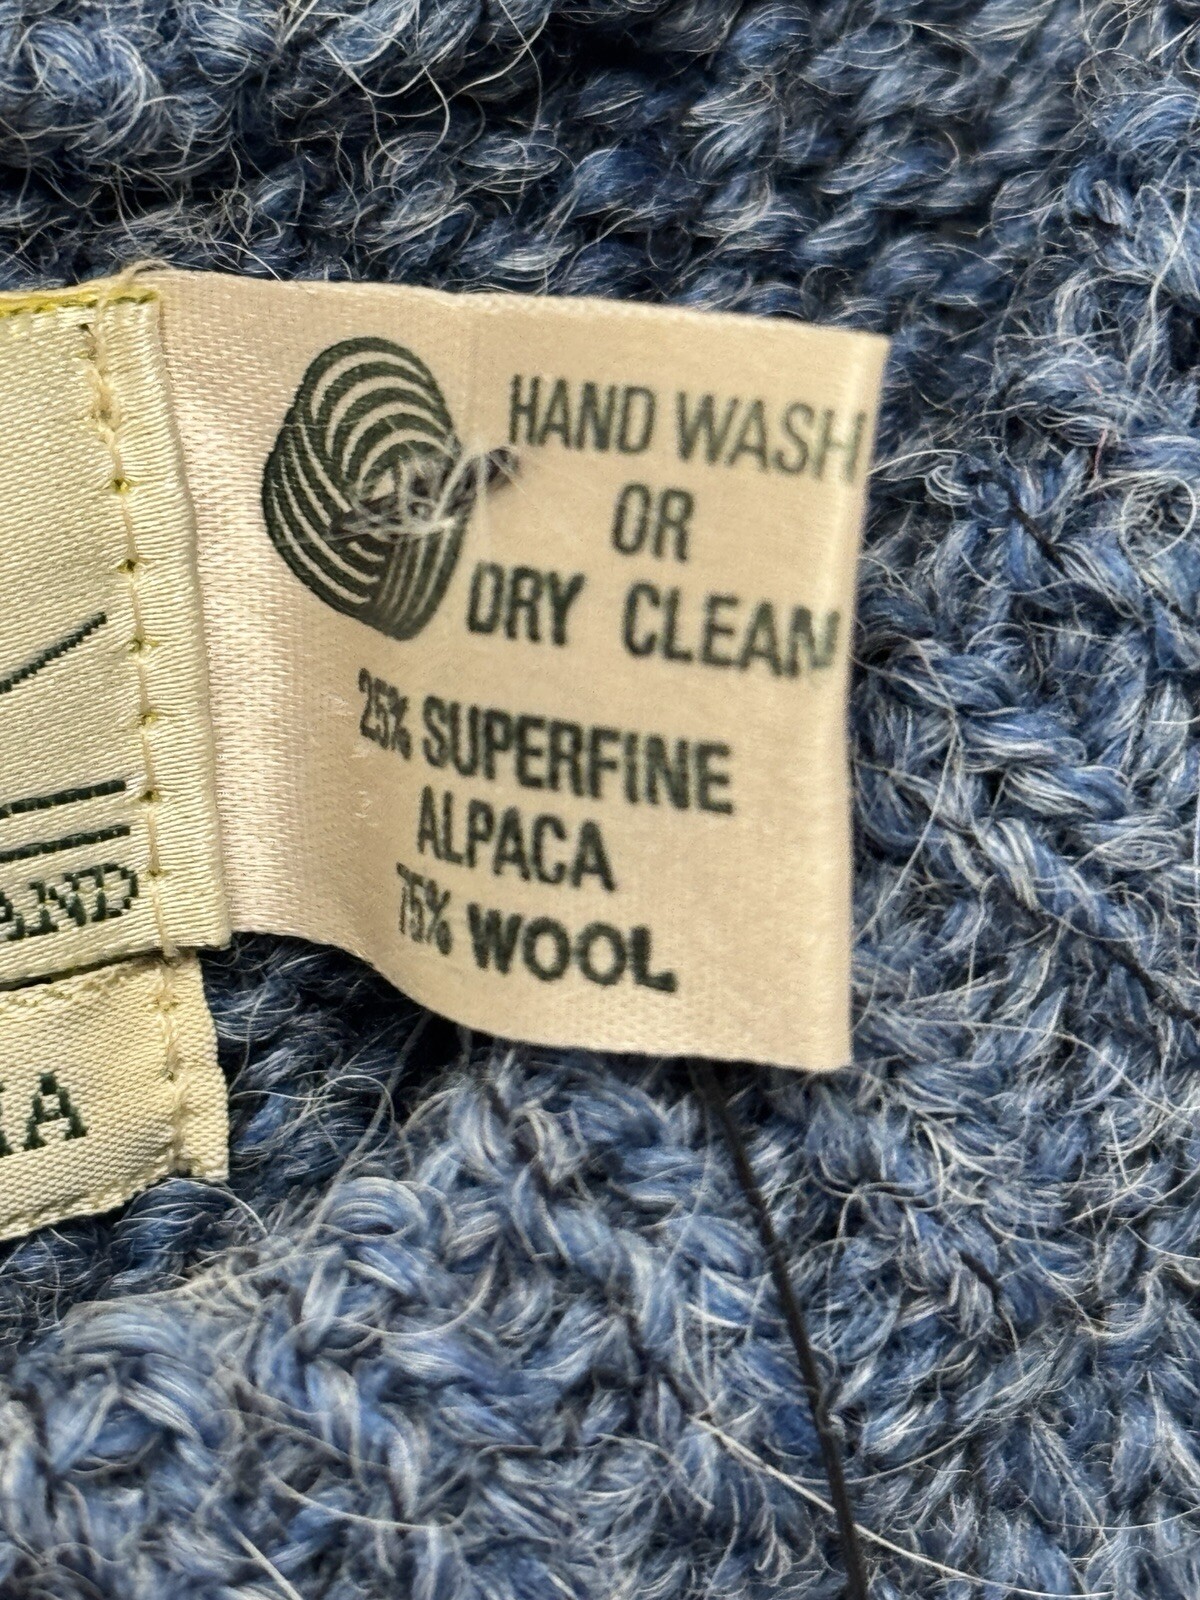 HAND WASH
OR
DRY CLEAN
25% SUPERFINE
ALPACA
75% WOOL